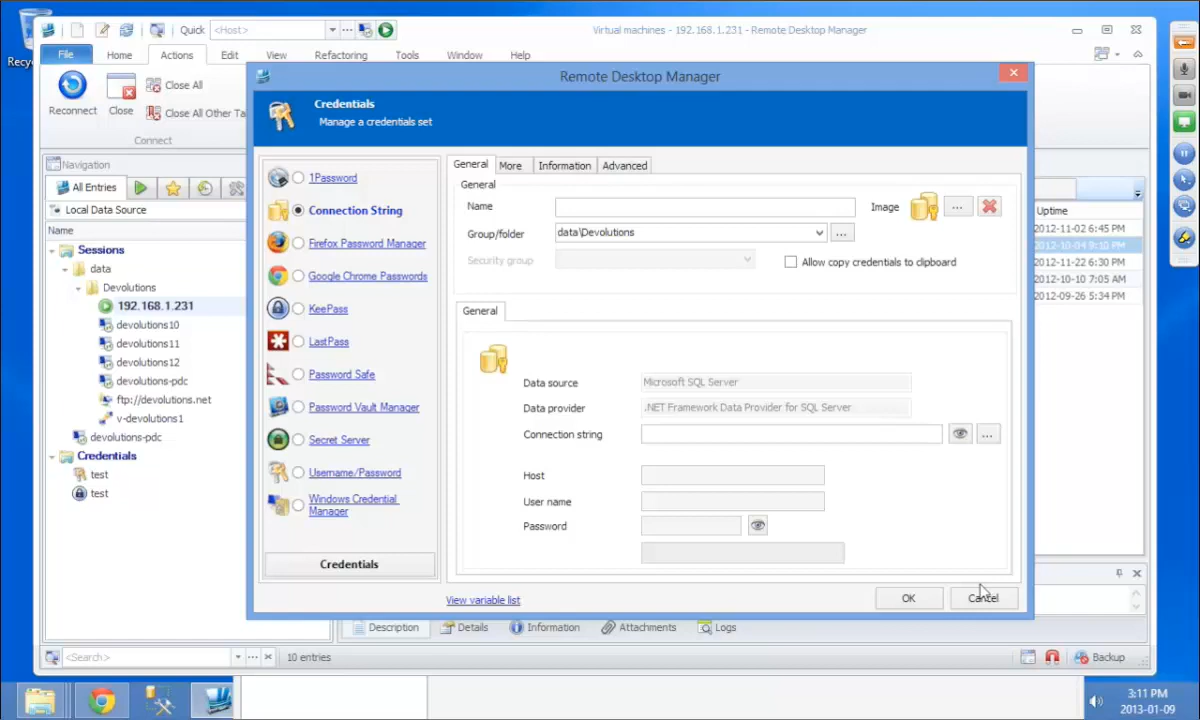 Quick <Host> Virtual machines - 192.168.1.231 - Remote Desktop Manager
File Home Actions Edit View Refactoring Tools Window Help
Reconnect Close Close All
Close All Other Ta
Connect
Remote Desktop Manager
Credentials
Manage a credentials set
Navigation
All Entries
Local Data Source
Name
Sessions
data
Devolutions
192.168.1.231
devolutions10
devolutions11
devolutions12
devolutions-pdc
ftp://devolutions.net
v-devolutions1
devolutions-pdc
Credentials
test
test
1Password
Connection String
Firefox Password Manager
Google Chrome Passwords
KeePass
LastPass
Password Safe
Password Vault Manager
Secret Server
Username/Password
Windows Credential
Manager
Credentials
General More Information Advanced
General
Name Image ...
Group/folder data\Devolutions ...
Security group Allow copy credentials to clipboard
General
Data source Microsoft SQL Server
Data provider .NET Framework Data Provider for SQL Server
Connection string ...
Host
User name
Password
View variable list OK Cancel
Uptime
2012-11-02 6:45 PM
2012-10-04 9:10 PM
2012-11-22 6:30 PM
2012-10-10 7:05 AM
2012-09-26 5:34 PM
Description Details Information Attachments Logs
<Search> 10 entries Backup
3:11 PM
2013-01-09